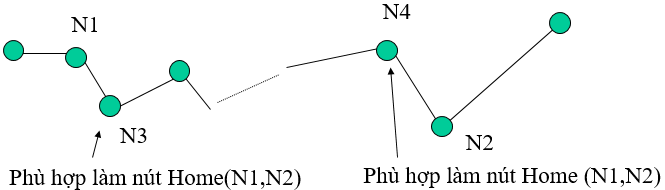 N1
N4
N3
N2
Phù hợp làm nút Home(N1,N2)
Phù hợp làm nút Home (N1,N2)